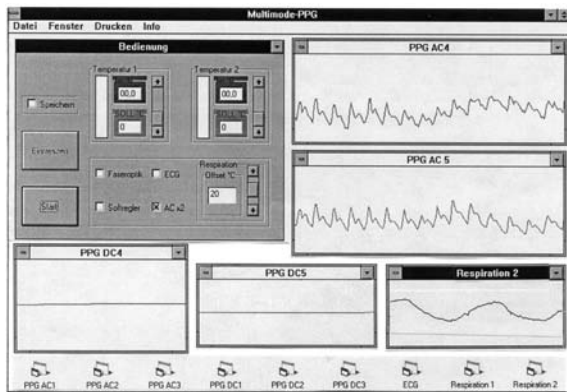 Multimode-PPG
Datei Fenster Drucken Info
Bedienung
Temperatur 1
Temperatur 2
00,0
00,0
Speichern
SOLL °C
SOLL °C
0
0
Faseroptik
ECG
Respiration
Offset °C
20
Start
Softregler
AC x2
PPG AC4
PPG AC 5
PPG DC4
PPG DC5
Respiration 2
PPG AC1 PPG AC2 PPG AC3 PPG DC1 PPG DC2 PPG DC3 ECG Respiration 1 Respiration 2